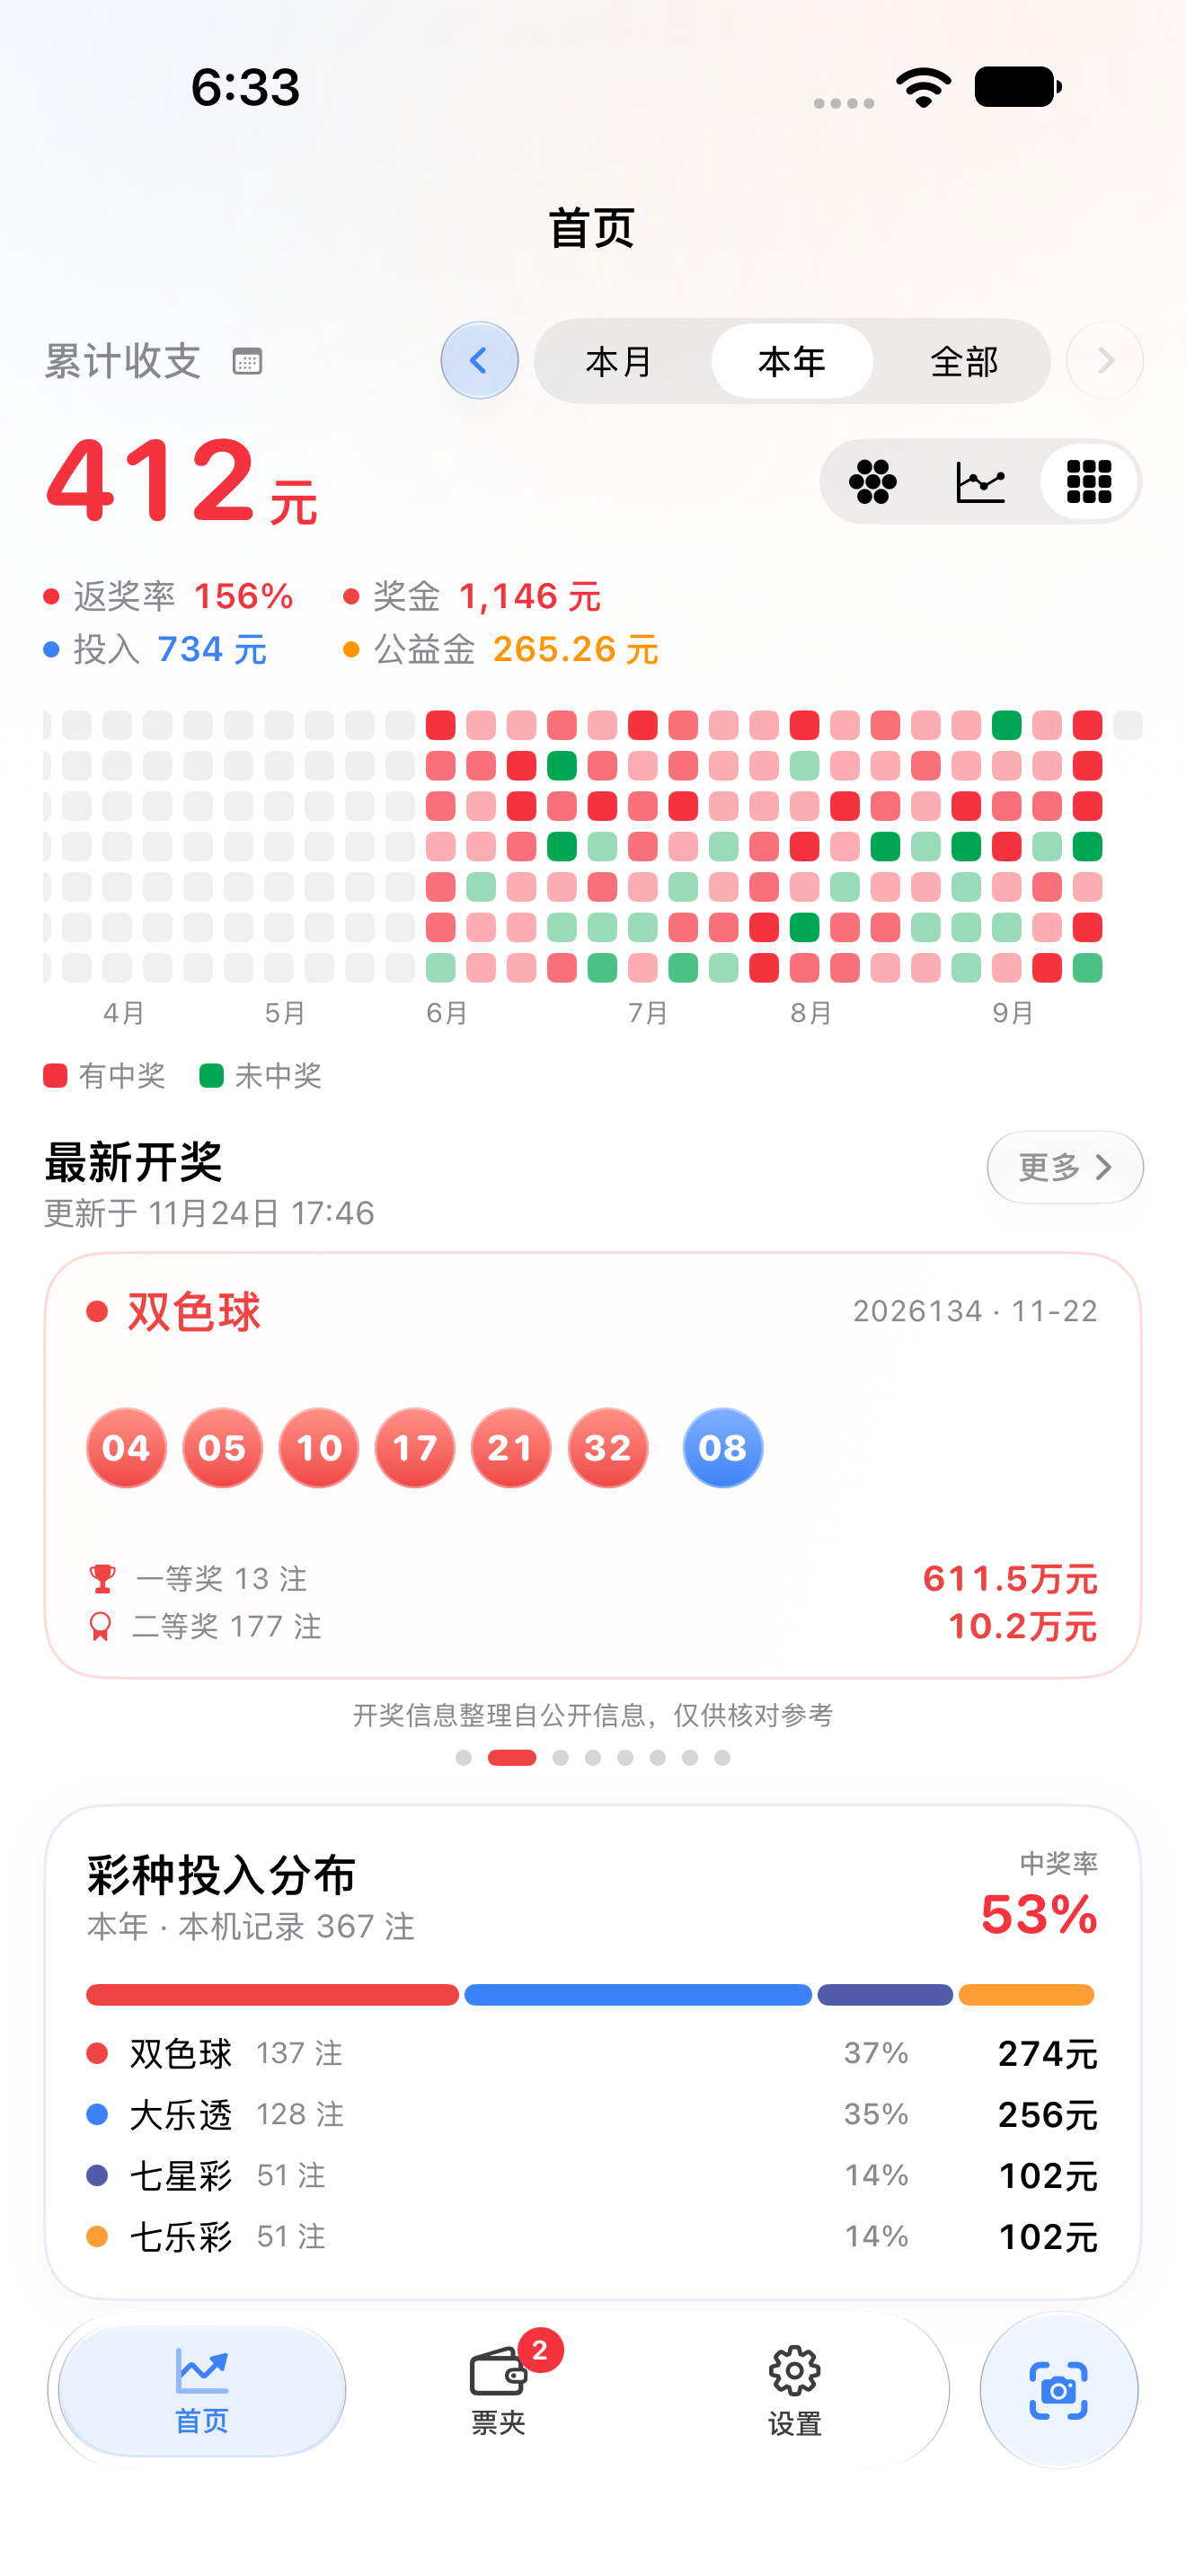 6:33
首页
累计收支
本月 本年 全部
412 元
返奖率 156% 奖金 1,146 元
投入 734 元 公益金 265.26 元
4月 5月 6月 7月 8月 9月
有中奖 未中奖
最新开奖 更多
更新于 11月24日 17:46
双色球 2026134 · 11-22
04 05 10 17 21 32 08
一等奖 13 注 611.5万元
二等奖 177 注 10.2万元
开奖信息整理自公开信息，仅供核对参考
彩种投入分布 中奖率
本年 · 本机记录 367 注 53%
双色球 137 注 37% 274元
大乐透 128 注 35% 256元
七星彩 51 注 14% 102元
七乐彩 51 注 14% 102元
2
首页 票夹 设置